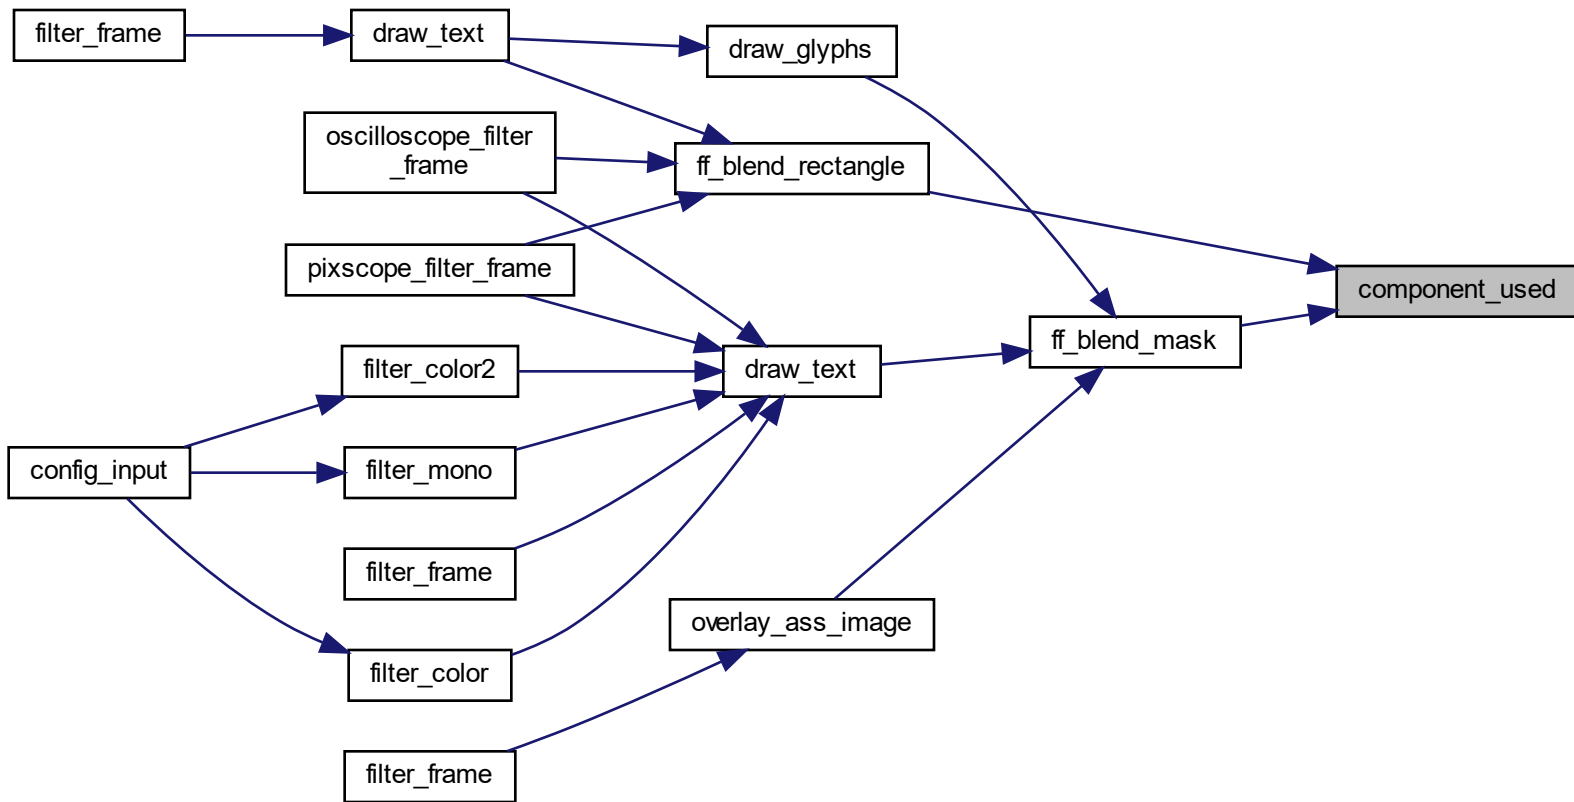 filter_frame
draw_text
draw_glyphs
oscilloscope_filter
_frame
ff_blend_rectangle
pixscope_filter_frame
component_used
ff_blend_mask
filter_color2
draw_text
config_input
filter_mono
filter_frame
overlay_ass_image
filter_color
filter_frame